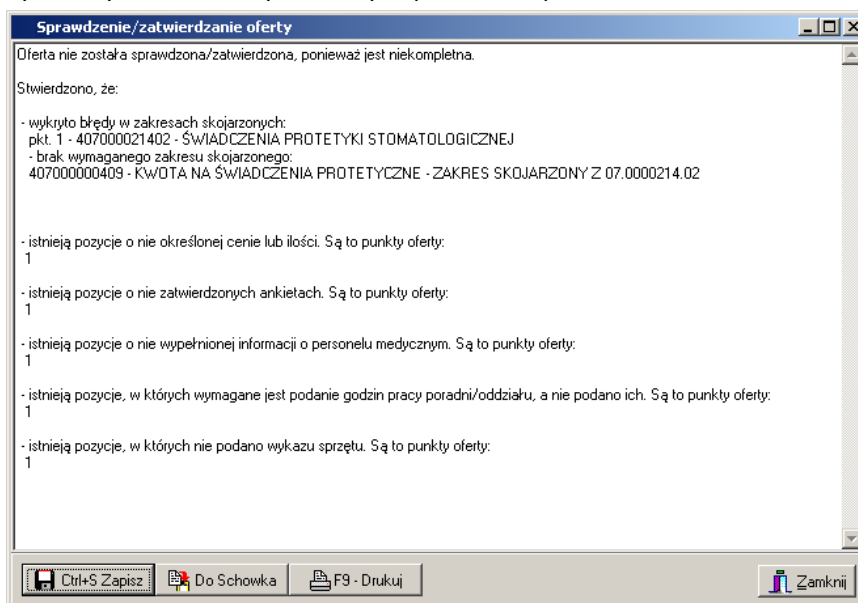 Sprawdzenie/zatwierdzanie oferty
Oferta nie została sprawdzona/zatwierdzona, ponieważ jest niekompletna.
Stwierdzono, że:
- wykryto błędy w zakresach skojarzonych:
pkt. 1 - 407000021402 - ŚWIADCZENIA PROTETYKI STOMATOLOGICZNEJ
- brak wymaganego zakresu skojarzonego:
407000000409 - KWOTA NA ŚWIADCZENIA PROTETYCZNE - ZAKRES SKOJARZONY Z 07.0000214.02
- istnieją pozycje o nie określonej cenie lub ilości. Są to punkty oferty:
1
- istnieją pozycje o nie zatwierdzonych ankietach. Są to punkty oferty:
1
- istnieją pozycje o nie wypełnionej informacji o personelu medycznym. Są to punkty oferty:
1
- istnieją pozycje, w których wymagane jest podanie godzin pracy poradni/oddziału, a nie podano ich. Są to punkty oferty:
1
- istnieją pozycje, w których nie podano wykazu sprzętu. Są to punkty oferty:
1
Ctrl+S Zapisz Do Schowka F9 - Drukuj Zamknij